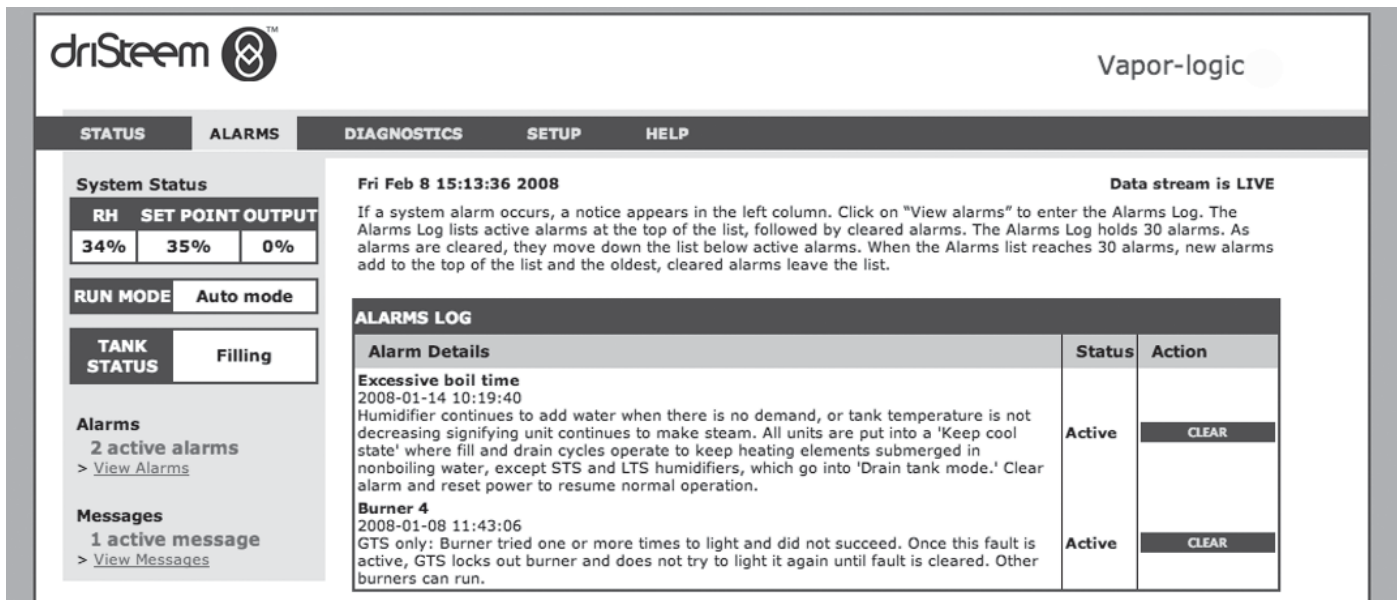 driSteem TM
Vapor-logic
STATUS ALARMS DIAGNOSTICS SETUP HELP
System Status
RH SET POINT OUTPUT
34% 35% 0%
RUN MODE Auto mode
TANK
STATUS
Filling
Alarms
2 active alarms
> View Alarms
Messages
1 active message
> View Messages
Fri Feb 8 15:13:36 2008 Data stream is LIVE
If a system alarm occurs, a notice appears in the left column. Click on “View alarms” to enter the Alarms Log. The
Alarms Log lists active alarms at the top of the list, followed by cleared alarms. The Alarms Log holds 30 alarms. As
alarms are cleared, they move down the list below active alarms. When the Alarms list reaches 30 alarms, new alarms
add to the top of the list and the oldest, cleared alarms leave the list.
ALARMS LOG
Alarm Details Status Action
Excessive boil time
2008-01-14 10:19:40
Humidifier continues to add water when there is no demand, or tank temperature is not
decreasing signifying unit continues to make steam. All units are put into a 'Keep cool
state' where fill and drain cycles operate to keep heating elements submerged in
nonboiling water, except STS and LTS humidifiers, which go into 'Drain tank mode.' Clear
alarm and reset power to resume normal operation.
Active CLEAR
Burner 4
2008-01-08 11:43:06
GTS only: Burner tried one or more times to light and did not succeed. Once this fault is
active, GTS locks out burner and does not try to light it again until fault is cleared. Other
burners can run.
Active CLEAR